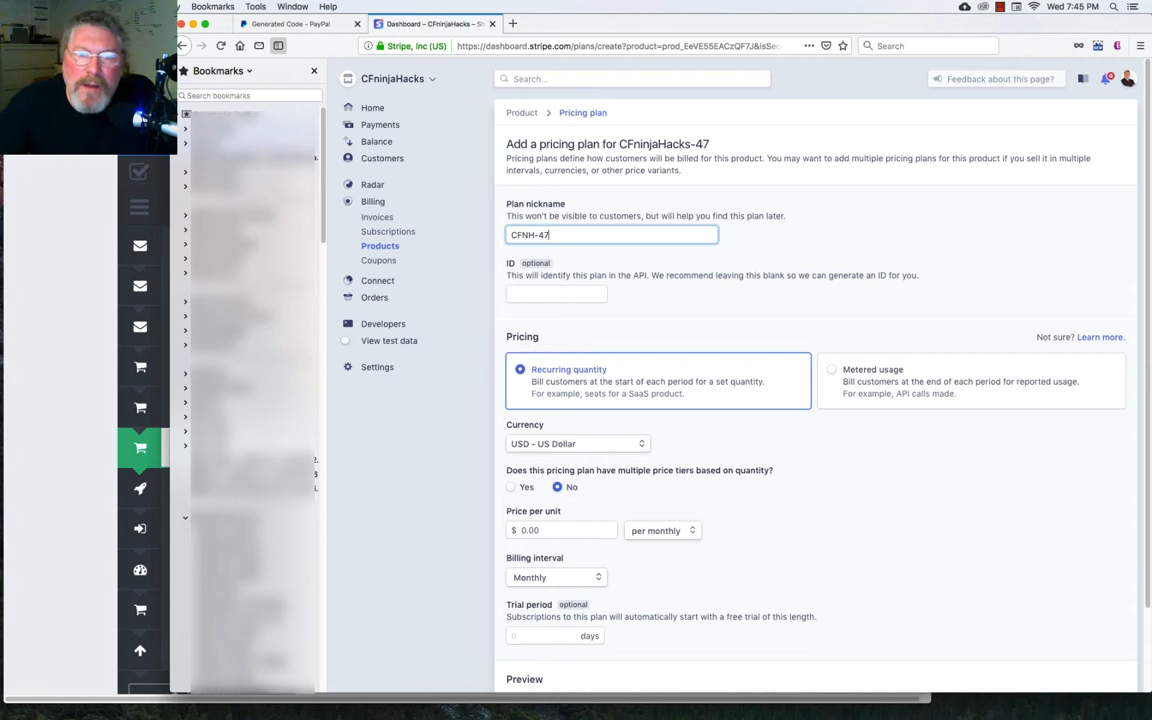 Bookmarks Tools Window Help Wed 7:45 PM
Generated Code - PayPal
Dashboard – CFninjaHacks – St
Stripe, Inc (US) https://dashboard.stripe.com/plans/create?product=prod_EeVE55EACzQF7J&isSec
Search
Bookmarks
Search bookmarks
CFninjaHacks
Search...
Feedback about this page?
4
Home
Payments
Balance
Customers
Radar
Billing
Invoices
Subscriptions
Products
Coupons
Connect
Orders
Developers
View test data
Settings
Product > Pricing plan
Add a pricing plan for CFninjaHacks-47
Pricing plans define how customers will be billed for this product. You may want to add multiple pricing plans for this product if you sell it in multiple
intervals, currencies, or other price variants.
Plan nickname
This won't be visible to customers, but will help you find this plan later.
CFNH-47
ID optional
This will identify this plan in the API. We recommend leaving this blank so we can generate an ID for you.
Pricing
Not sure? Learn more.
Recurring quantity
Bill customers at the start of each period for a set quantity.
For example, seats for a SaaS product.
Metered usage
Bill customers at the end of each period for reported usage.
For example, API calls made.
Currency
USD - US Dollar
Does this pricing plan have multiple price tiers based on quantity?
Yes No
Price per unit
$ 0.00 per monthly
Billing interval
Monthly
Trial period optional
Subscriptions to this plan will automatically start with a free trial of this length.
0 days
Preview